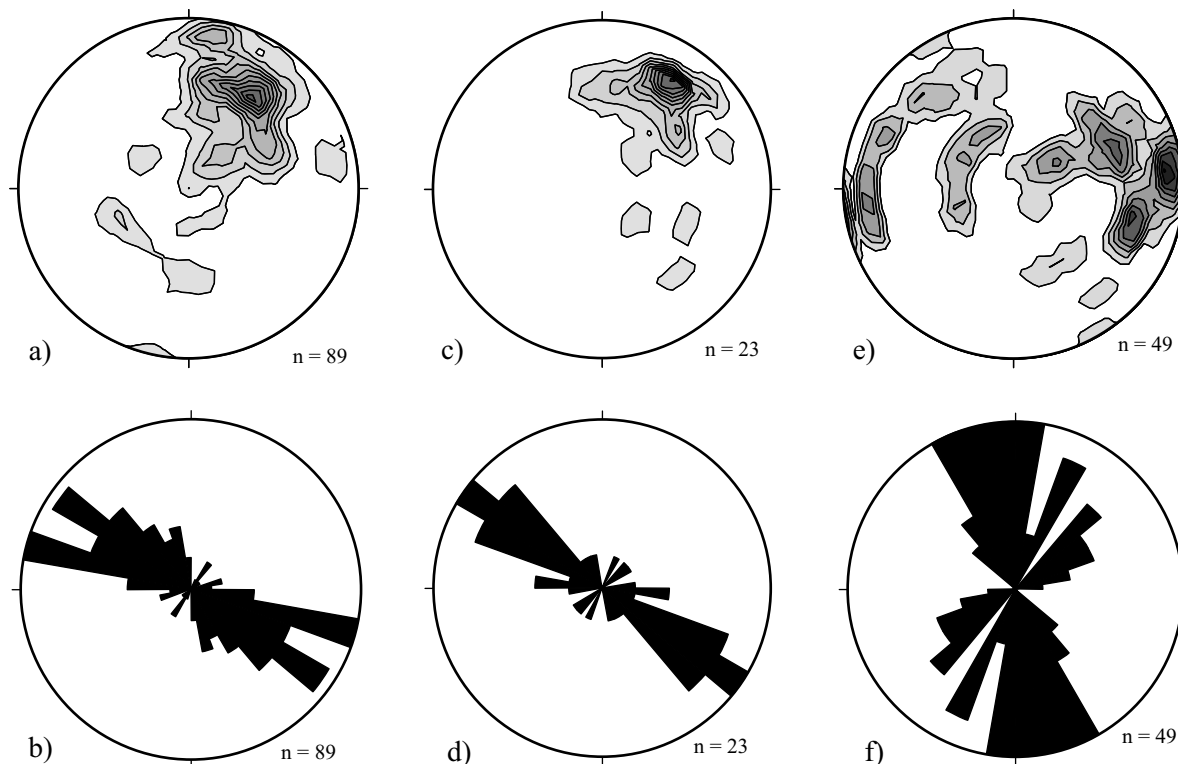 a)
n = 89
c)
n = 23
e)
n = 49
b)
n = 89
d)
n = 23
f)
n = 49